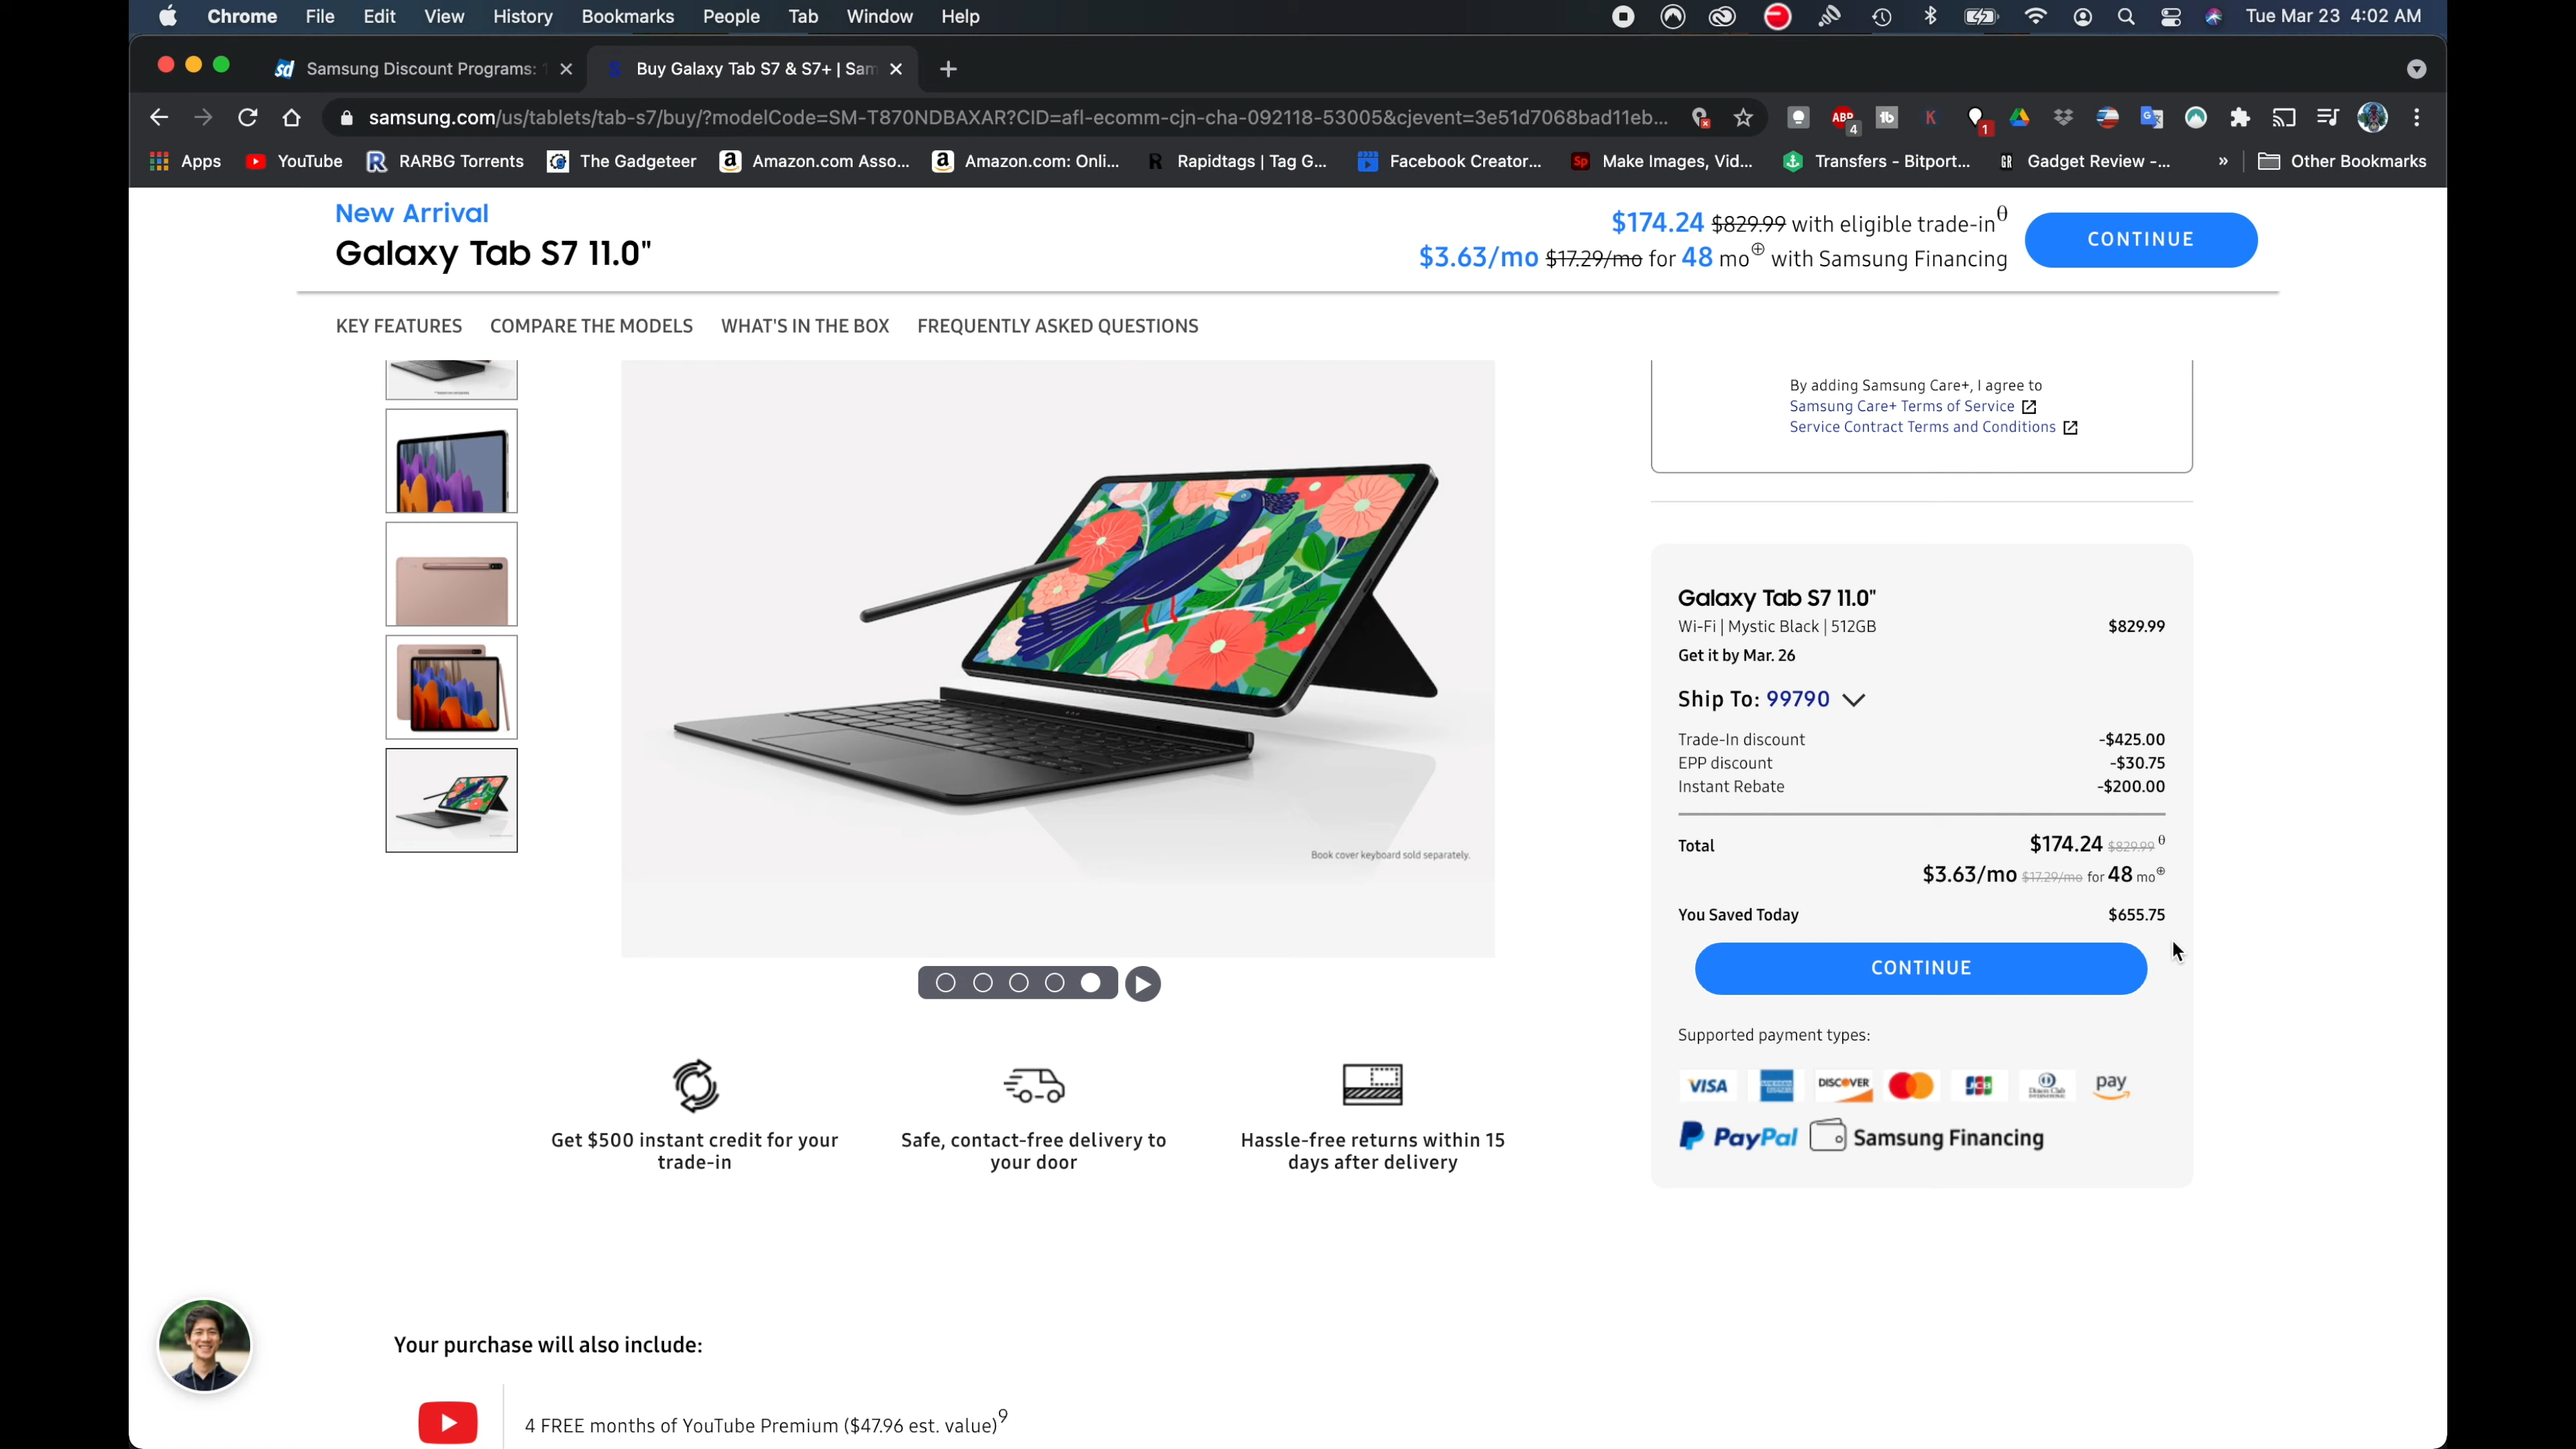 Chrome File Edit View History Bookmarks People Tab Window Help
Tue Mar 23 4:02 AM
Samsung Discount Programs:
Buy Galaxy Tab S7 & S7+ | Sam
samsung.com/us/tablets/tab-s7/buy/?modelCode=SM-T870NDBAXAR?CID=afl-ecomm-cjn-cha-092118-53005&cjevent=3e51d7068bad11eb...
Apps YouTube RARBG Torrents The Gadgeteer Amazon.com Asso... Amazon.com: Onli... Rapidtags | Tag G... Facebook Creator... Make Images, Vid... Transfers - Bitport... Gadget Review -... » Other Bookmarks
New Arrival
Galaxy Tab S7 11.0"
$174.24 $829.99 with eligible trade-in θ
$3.63/mo $17.29/mo for 48 mo⊕ with Samsung Financing
CONTINUE
KEY FEATURES COMPARE THE MODELS WHAT'S IN THE BOX FREQUENTLY ASKED QUESTIONS
By adding Samsung Care+, I agree to
Samsung Care+ Terms of Service
Service Contract Terms and Conditions
Book cover keyboard sold separately.
Galaxy Tab S7 11.0"
Wi-Fi | Mystic Black | 512GB $829.99
Get it by Mar. 26
Ship To: 99790
Trade-In discount -$425.00
EPP discount -$30.75
Instant Rebate -$200.00
Total $174.24 $829.99 θ
$3.63/mo $17.29/mo for 48 mo⊕
You Saved Today $655.75
CONTINUE
Supported payment types:
VISA DISCOVER JCB pay
PayPal Samsung Financing
Get $500 instant credit for your
trade-in
Safe, contact-free delivery to
your door
Hassle-free returns within 15
days after delivery
Your purchase will also include:
4 FREE months of YouTube Premium ($47.96 est. value)9